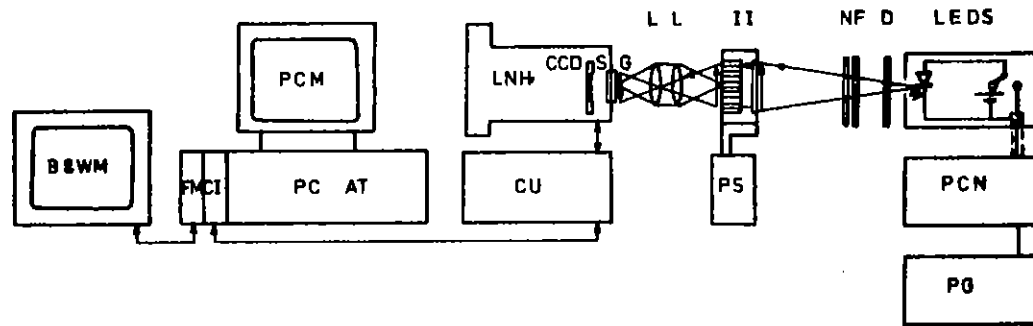 L L II NF D LEDS
PCM LNH CCD S G
B&WM FM CI PC AT CU PS PCN
PG